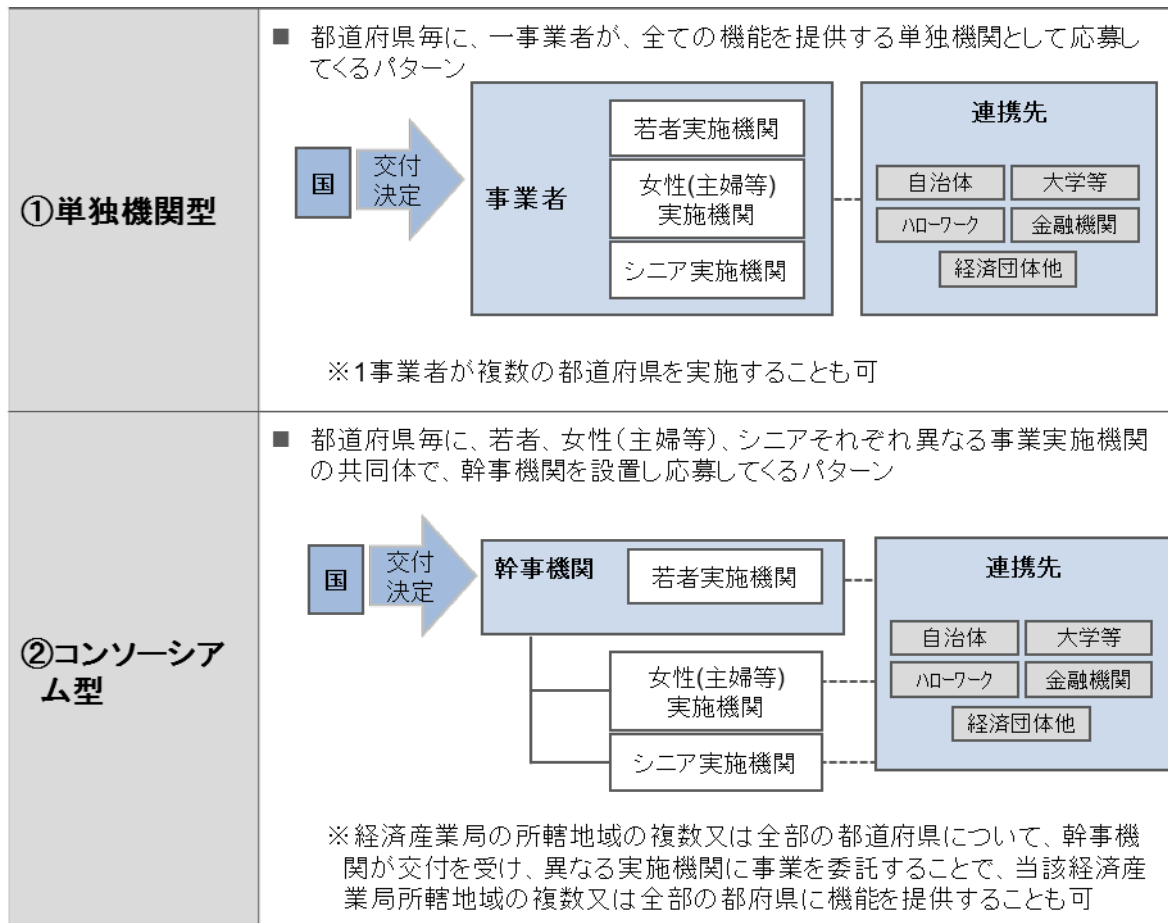 ①単独機関型
■ 都道府県毎に、一事業者が、全ての機能を提供する単独機関として応募し
てくるパターン
国
交付
決定
事業者
若者実施機関
女性(主婦等)
実施機関
シニア実施機関
連携先
自治体
大学等
ハローワーク
金融機関
経済団体他
※1事業者が複数の都道府県を実施することも可
②コンソーシア
ム型
■ 都道府県毎に、若者、女性(主婦等)、シニアそれぞれ異なる事業実施機関
の共同体で、幹事機関を設置し応募してくるパターン
国
交付
決定
幹事機関
若者実施機関
女性(主婦等)
実施機関
シニア実施機関
連携先
自治体
大学等
ハローワーク
金融機関
経済団体他
※経済産業局の所轄地域の複数又は全部の都道府県について、幹事機
関が交付を受け、異なる実施機関に事業を委託することで、当該経済産
業局所轄地域の複数又は全部の都府県に機能を提供することも可